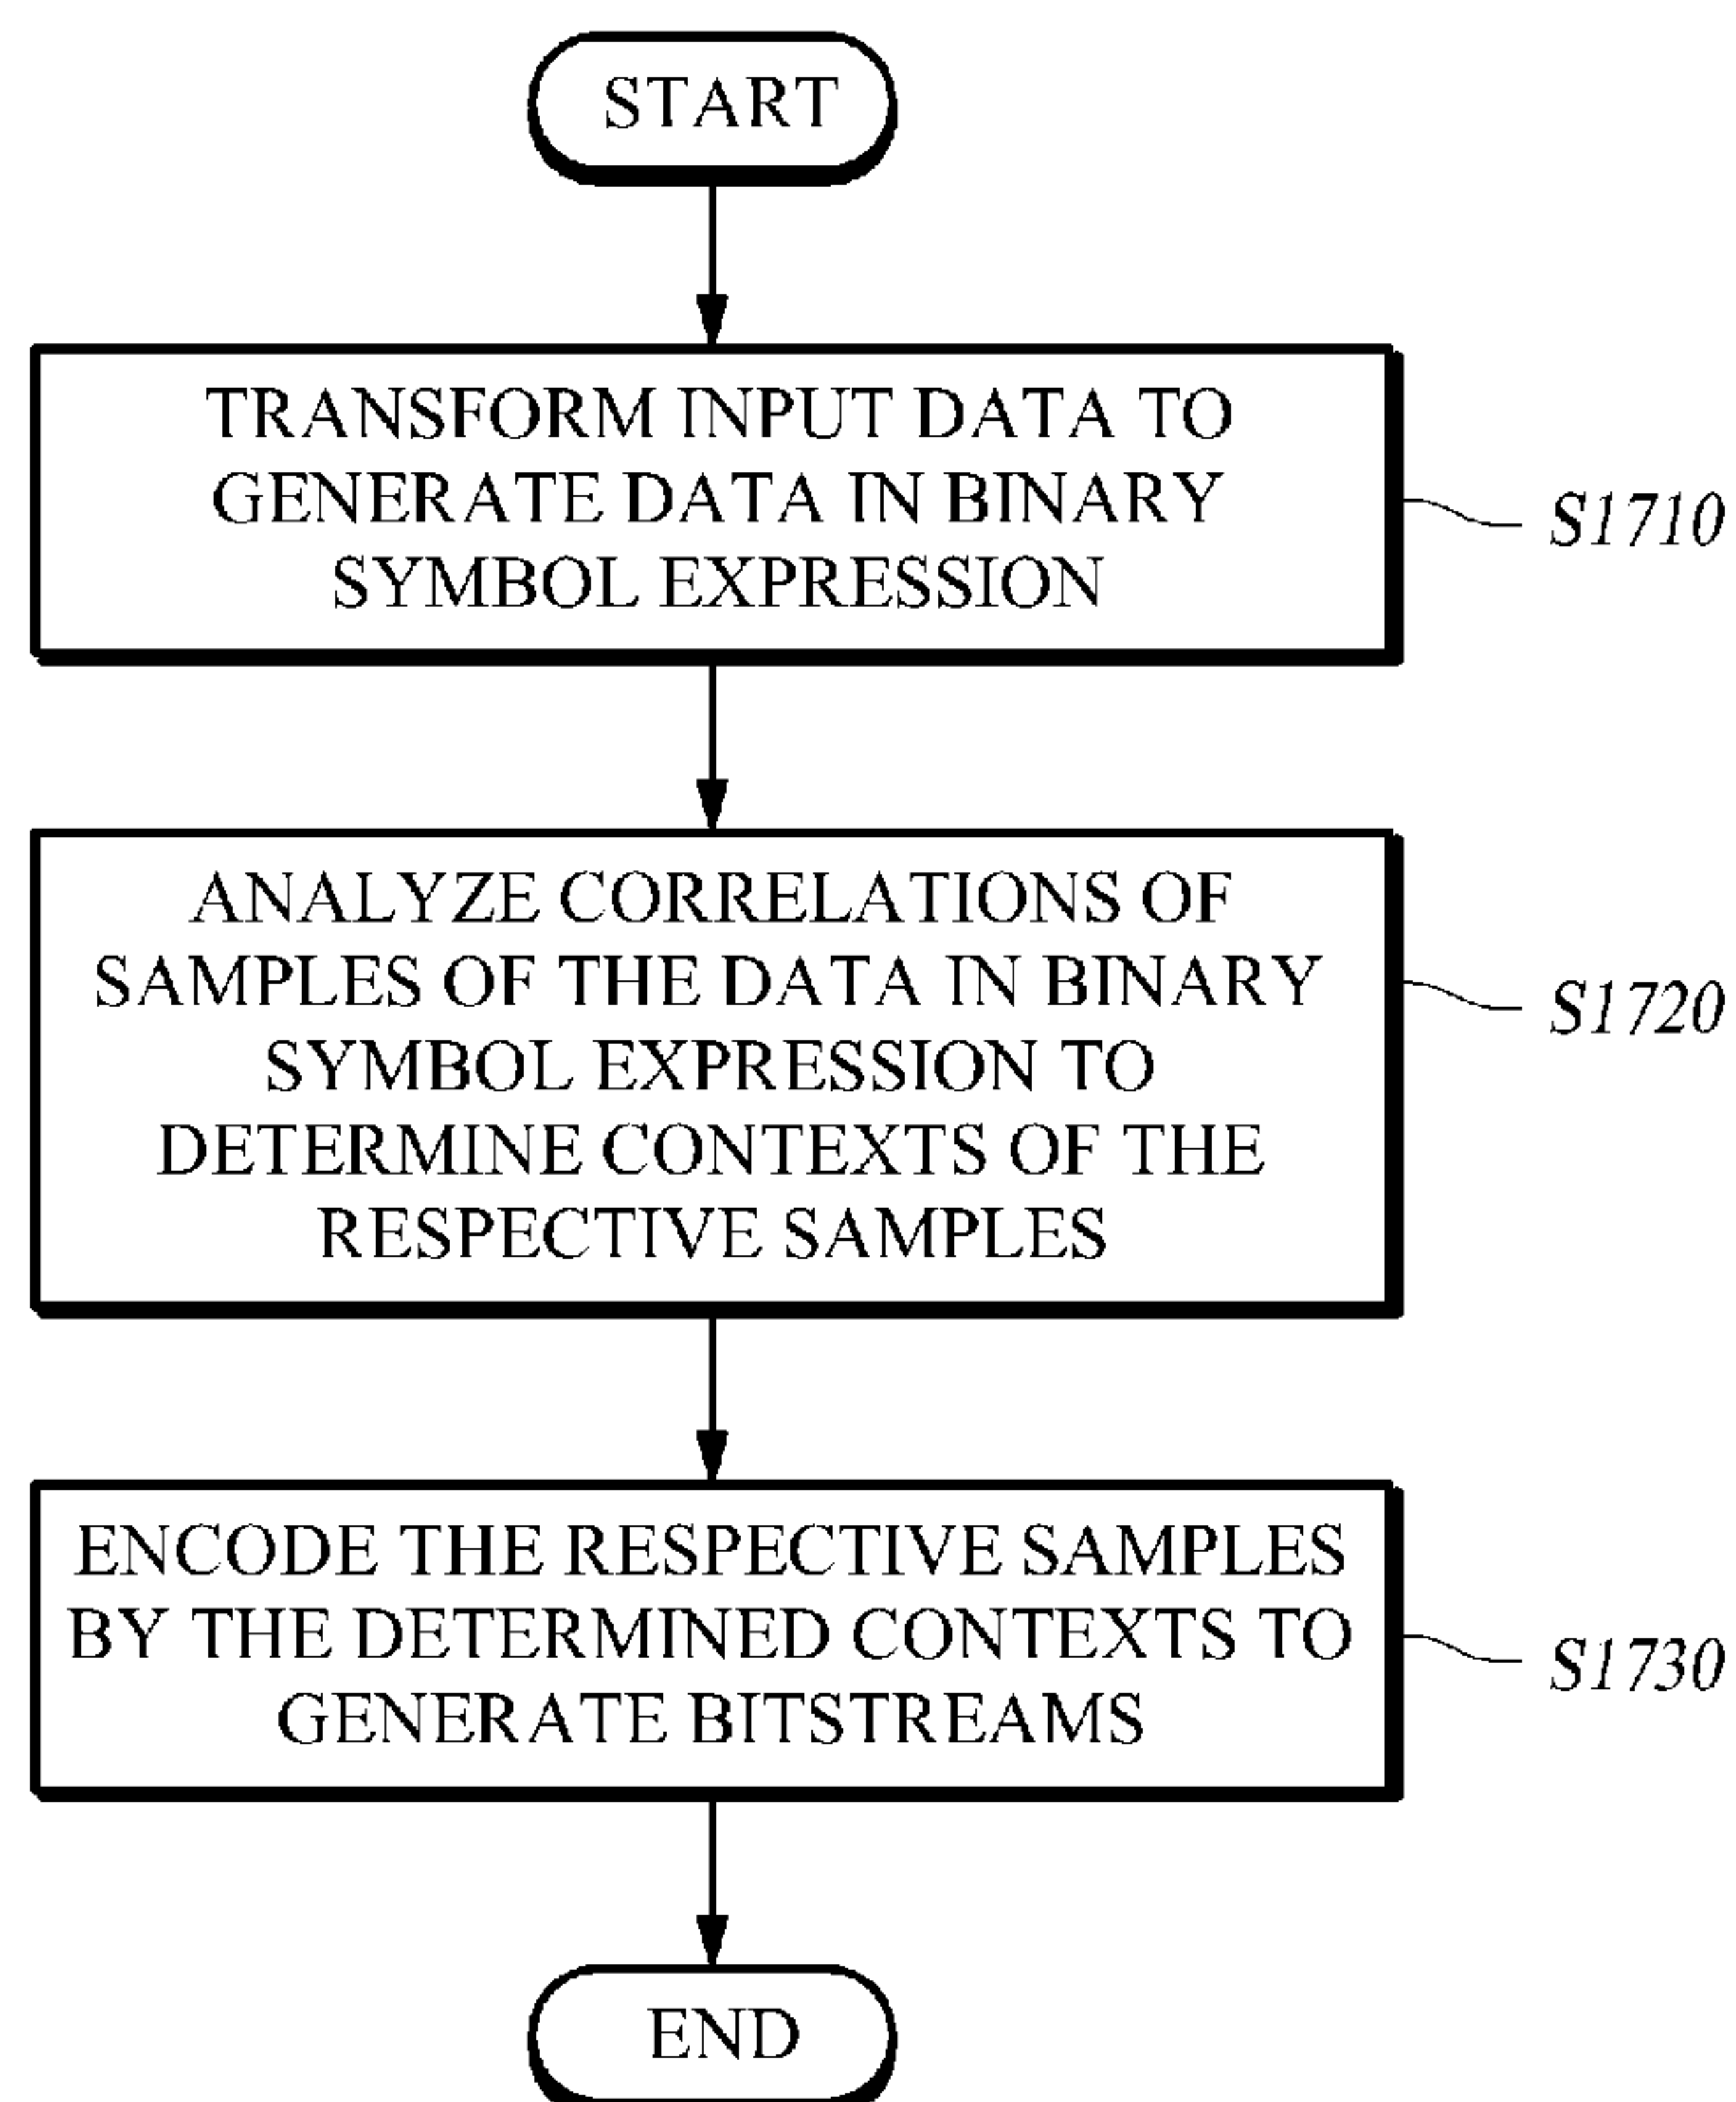 START
TRANSFORM INPUT DATA TO
GENERATE DATA IN BINARY
SYMBOL EXPRESSION
S1710
ANALYZE CORRELATIONS OF
SAMPLES OF THE DATA IN BINARY
SYMBOL EXPRESSION TO
DETERMINE CONTEXTS OF THE
RESPECTIVE SAMPLES
S1720
ENCODE THE RESPECTIVE SAMPLES
BY THE DETERMINED CONTEXTS TO
GENERATE BITSTREAMS
S1730
END